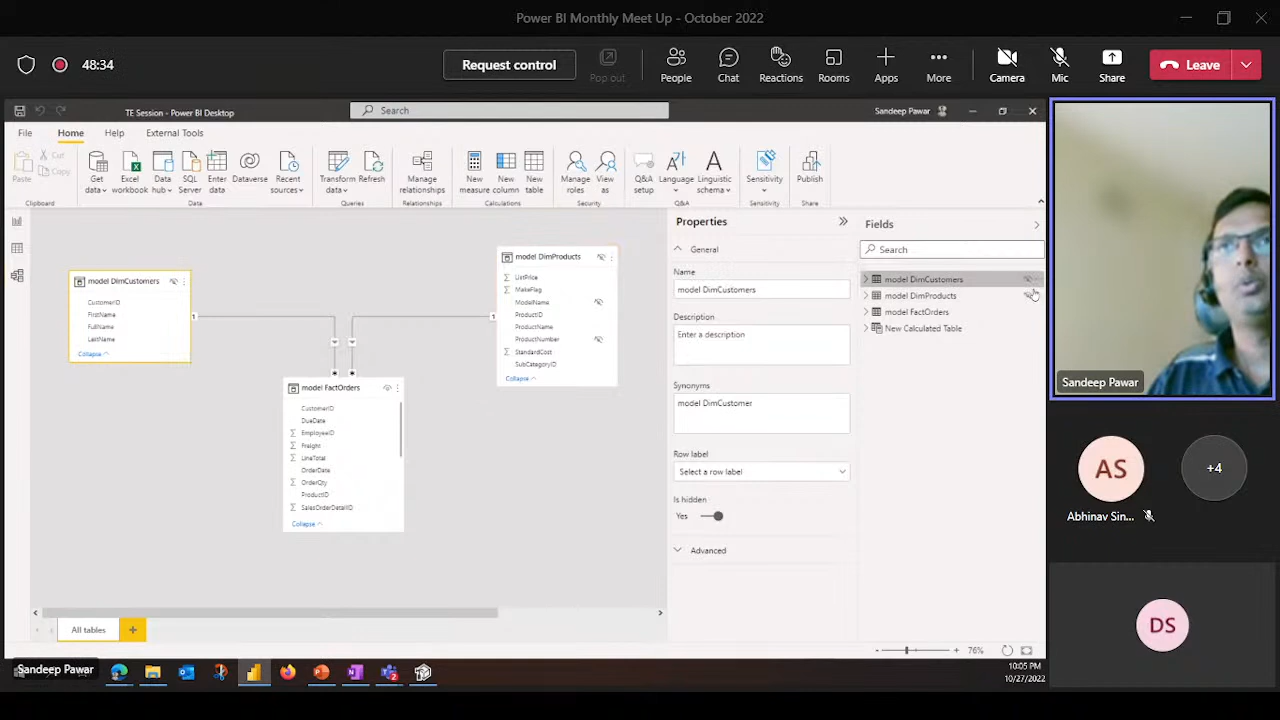 Power BI Monthly Meet Up - October 2022
48:34
Request control
Pop out
People
Chat
Reactions
Rooms
Apps
More
Camera
Mic
Share
Leave
TE Session - Power BI Desktop
Search
Sandeep Pawar
File
Home
Help
External Tools
Paste
Cut
Copy
Get data
Excel workbook
Data hub
SQL Server
Enter data
Dataverse
Recent sources
Transform data
Refresh
Manage relationships
New measure
New column
New table
Manage roles
View as
Q&A setup
Language
Linguistic schema
Sensitivity
Publish
Clipboard
Data
Queries
Relationships
Calculations
Security
Q&A
Sensitivity
Share
model DimCustomers
CustomerID
FirstName
FullName
LastName
Collapse
1
1
model DimProducts
ListPrice
MakeFlag
ModelName
ProductID
ProductName
ProductNumber
StandardCost
SubCategoryID
Collapse
model FactOrders
CustomerID
DueDate
EmployeeID
Freight
LineTotal
OrderDate
OrderQty
ProductID
SalesOrderDetailID
Collapse
Properties
General
Name
model DimCustomers
Description
Enter a description
Synonyms
model DimCustomer
Row label
Select a row label
Is hidden
Yes
Advanced
Fields
Search
model DimCustomers
model DimProducts
model FactOrders
New Calculated Table
All tables
76%
Sandeep Pawar
10:05 PM
10/27/2022
Sandeep Pawar
AS
+4
Abhinav Sin...
DS